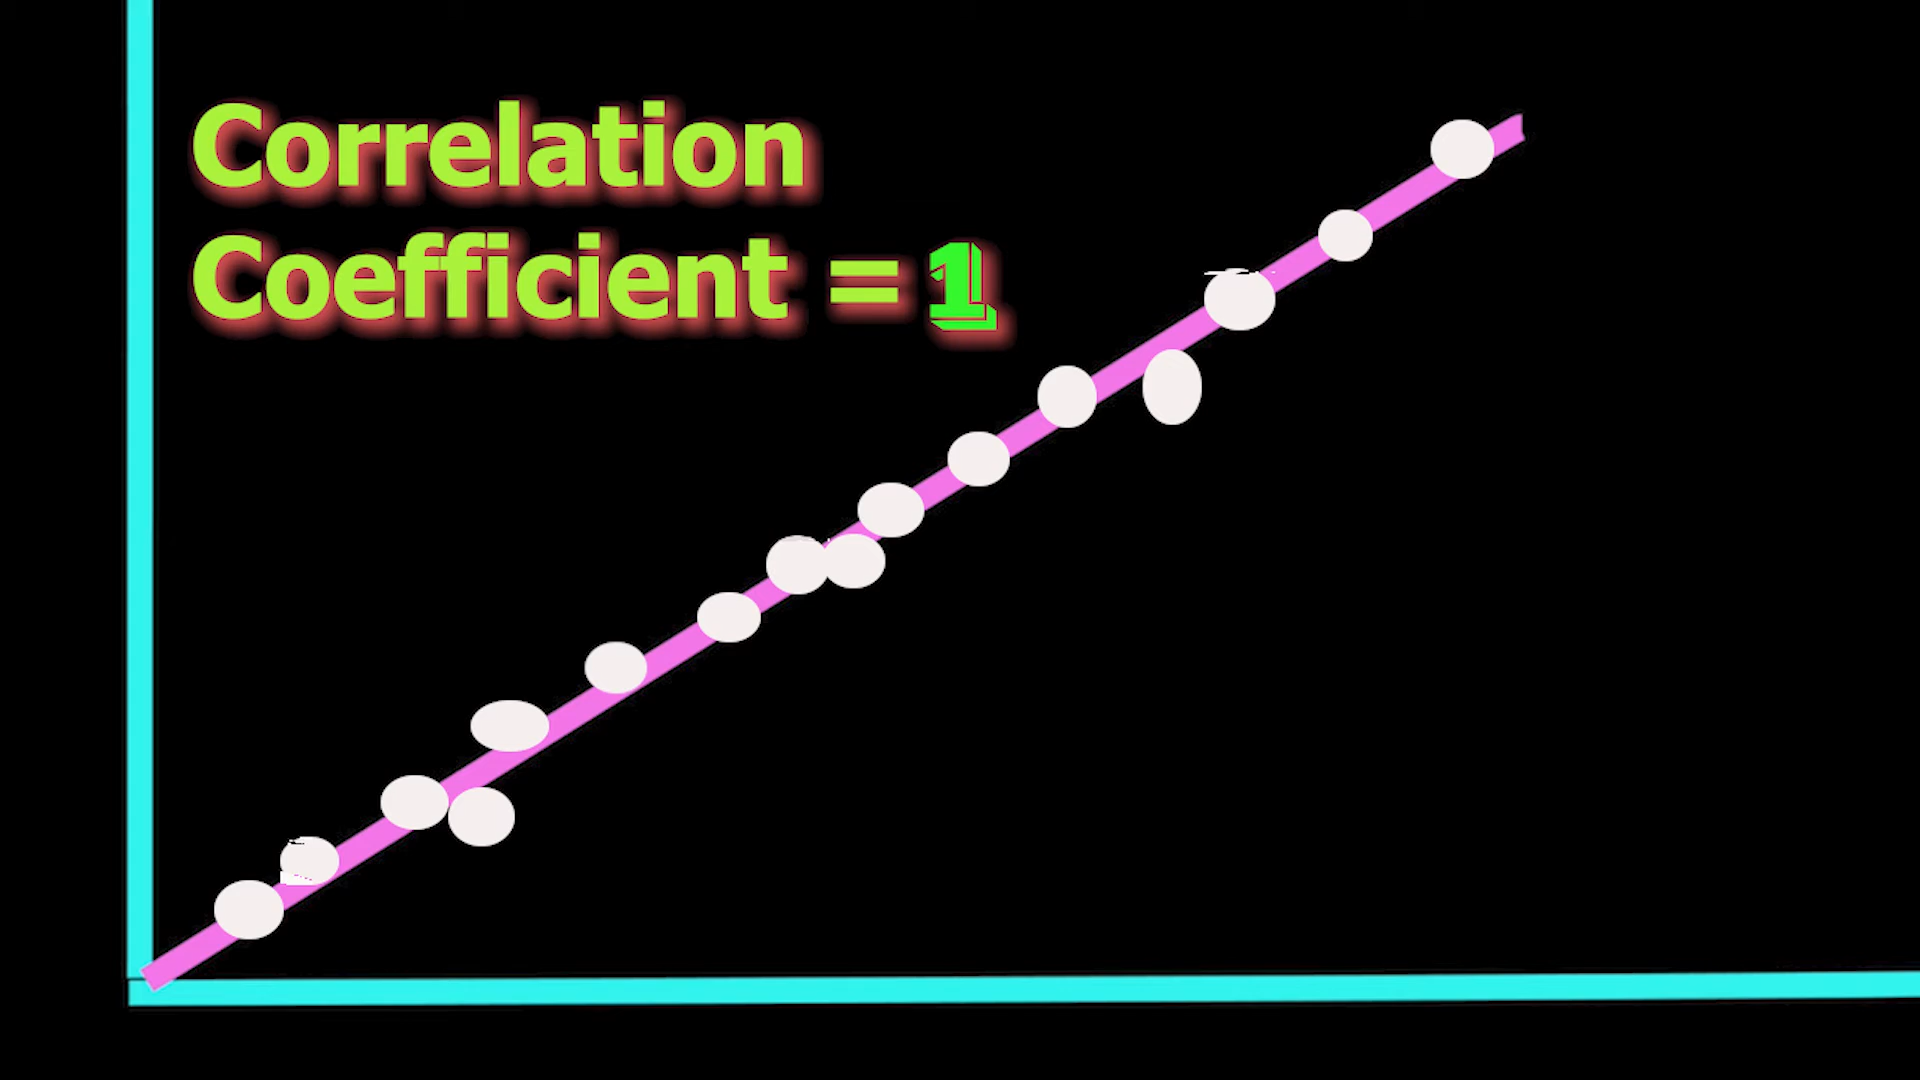 Correlation
Coefficient = 1